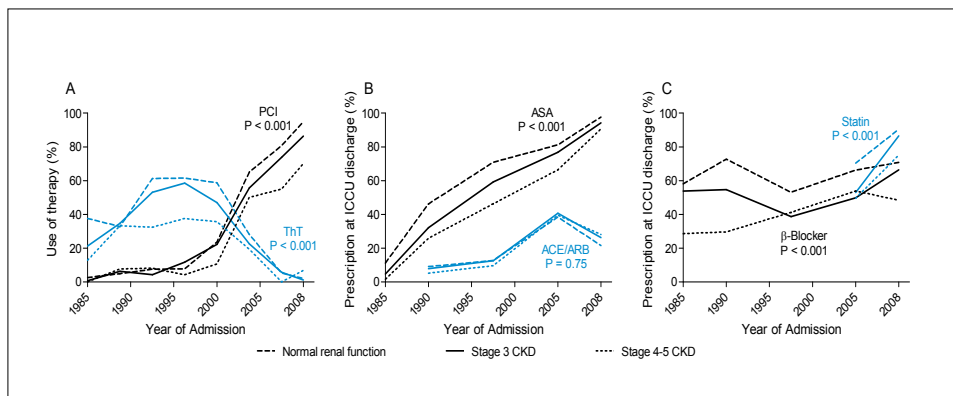 A
B
C
Use of therapy (%)
100
80
60
40
20
0
PCI
P < 0.001
ThT
P < 0.001
1985
1990
1995
2000
2005
2008
Year of Admission
Prescription at ICCU discharge (%)
100
80
60
40
20
0
ASA
P < 0.001
ACE/ARB
P = 0.75
1985
1990
1995
2000
2005
2008
Year of Admission
Prescription at ICCU discharge (%)
100
80
60
40
20
0
Statin
P < 0.001
β-Blocker
P < 0.001
1985
1990
1995
2000
2005
2008
Year of Admission
Normal renal function
Stage 3 CKD
Stage 4-5 CKD